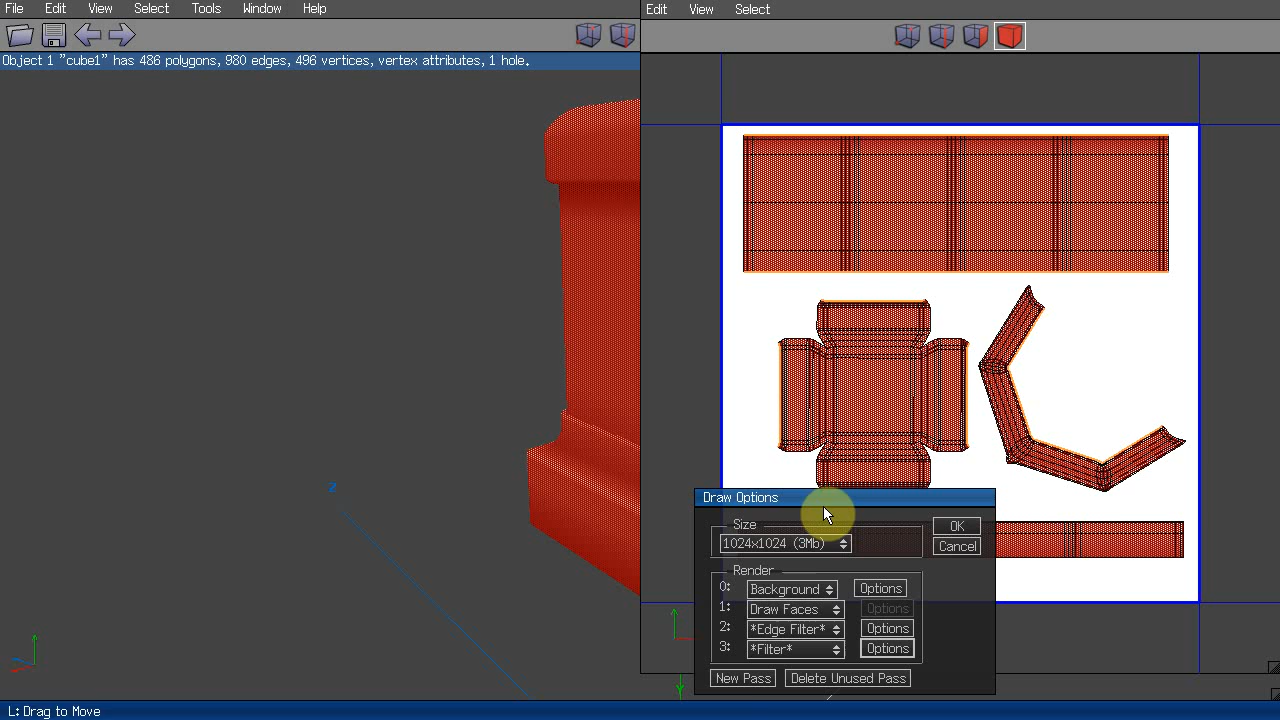 File Edit View Select Tools Window Help
Edit View Select
Object 1 "cube1" has 486 polygons, 980 edges, 496 vertices, vertex attributes, 1 hole.
Z
Draw Options
Size
1024x1024 (3Mb)
OK
Cancel
Render
0: Background Options
1: Draw Faces Options
2: *Edge Filter* Options
3: *Filter* Options
New Pass Delete Unused Pass
L: Drag to Move